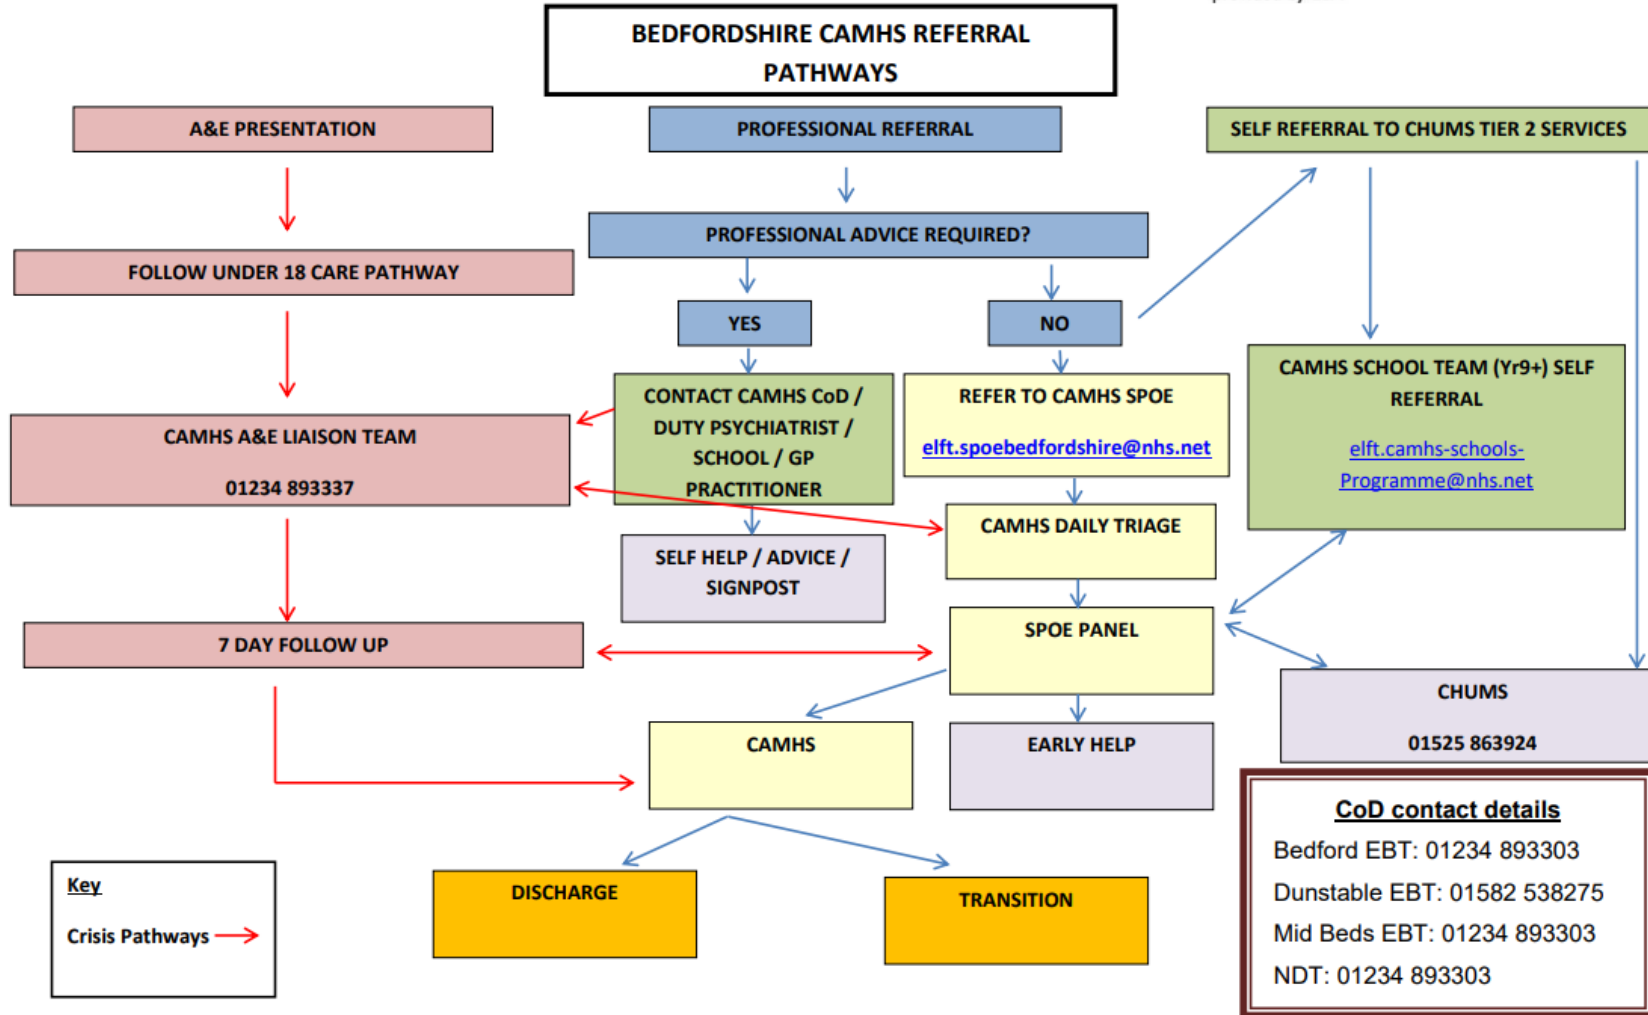 BEDFORDSHIRE CAMHS REFERRAL
PATHWAYS
A&E PRESENTATION
PROFESSIONAL REFERRAL
SELF REFERRAL TO CHUMS TIER 2 SERVICES
PROFESSIONAL ADVICE REQUIRED?
FOLLOW UNDER 18 CARE PATHWAY
YES
NO
CONTACT CAMHS CoD /
DUTY PSYCHIATRIST /
SCHOOL / GP
PRACTITIONER
REFER TO CAMHS SPOE
elft.spoebedfordshire@nhs.net
CAMHS SCHOOL TEAM (Yr9+) SELF
REFERRAL
elft.camhs-schools-
Programme@nhs.net
CAMHS A&E LIAISON TEAM
01234 893337
CAMHS DAILY TRIAGE
SELF HELP / ADVICE /
SIGNPOST
7 DAY FOLLOW UP
SPOE PANEL
CHUMS
01525 863924
CAMHS
EARLY HELP
CoD contact details
Bedford EBT: 01234 893303
Dunstable EBT: 01582 538275
Mid Beds EBT: 01234 893303
NDT: 01234 893303
Key
Crisis Pathways
DISCHARGE
TRANSITION